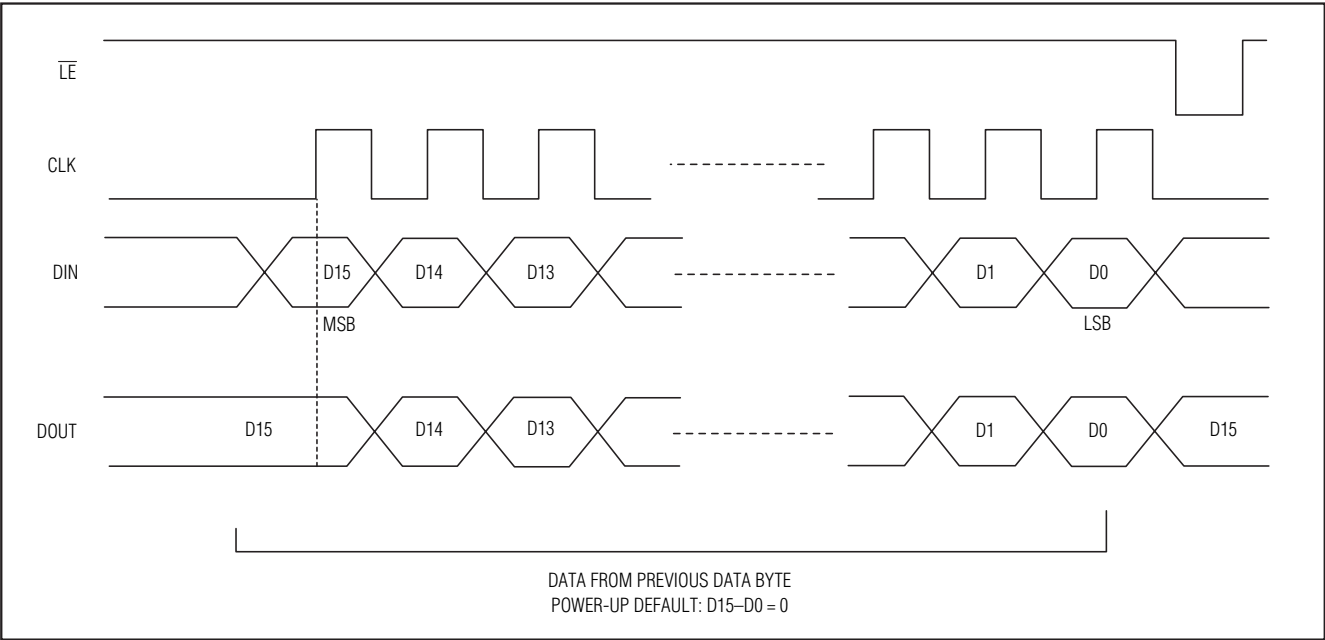 L̅E̅
CLK
DIN
D15
D14
D13
D1
D0
MSB
LSB
DOUT
D15
D14
D13
D1
D0
D15
DATA FROM PREVIOUS DATA BYTE
POWER-UP DEFAULT: D15–D0 = 0